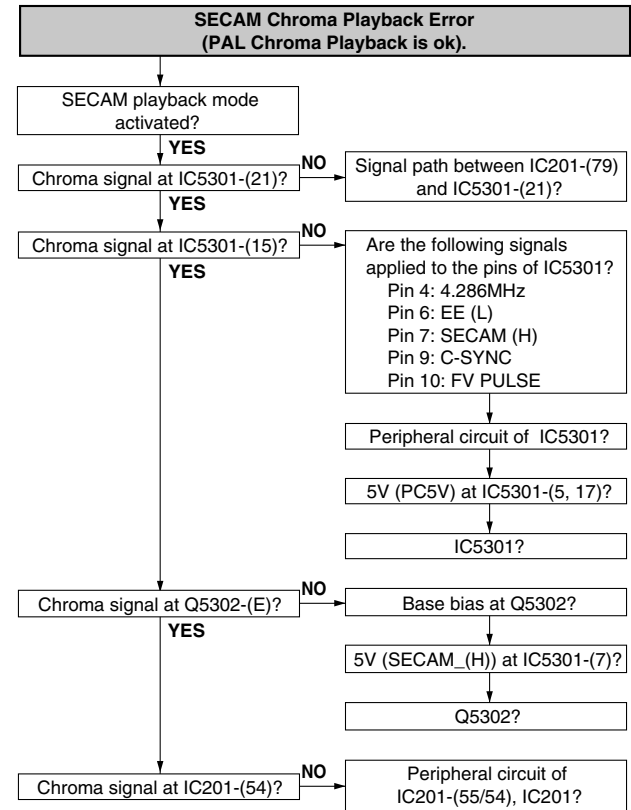 SECAM Chroma Playback Error
(PAL Chroma Playback is ok).
SECAM playback mode
activated?
YES
Chroma signal at IC5301-(21)?
NO
Signal path between IC201-(79)
and IC5301-(21)?
YES
Chroma signal at IC5301-(15)?
NO
Are the following signals
applied to the pins of IC5301?
Pin 4: 4.286MHz
Pin 6: EE (L)
Pin 7: SECAM (H)
Pin 9: C-SYNC
Pin 10: FV PULSE
YES
Peripheral circuit of IC5301?
5V (PC5V) at IC5301-(5, 17)?
IC5301?
Chroma signal at Q5302-(E)?
NO
Base bias at Q5302?
YES
5V (SECAM_(H)) at IC5301-(7)?
Q5302?
Chroma signal at IC201-(54)?
NO
Peripheral circuit of
IC201-(55/54), IC201?